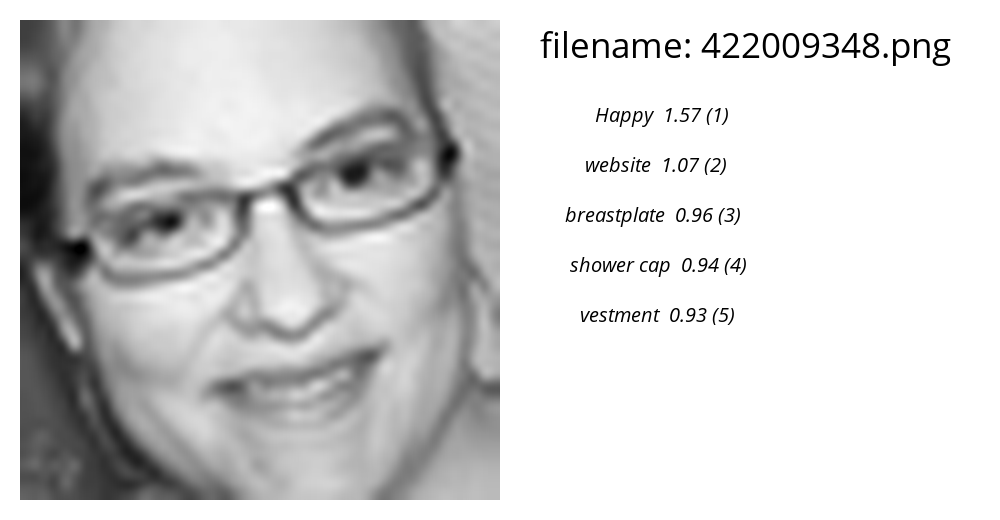 filename: 422009348.png
Happy 1.57 (1)
website 1.07 (2)
breastplate 0.96 (3)
shower cap 0.94 (4)
vestment 0.93 (5)